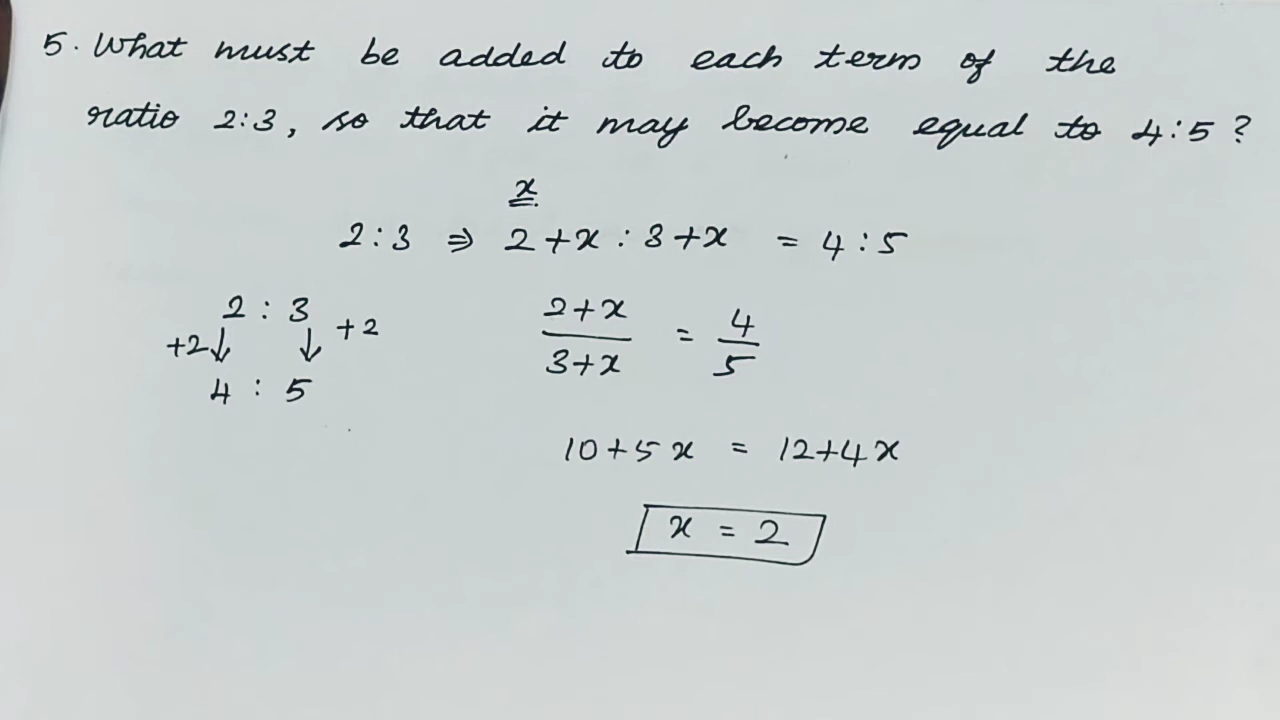 5. What must be added to each term of the
ratio 2:3, so that it may become equal to 4:5?
x
2:3 ⇒ 2+x : 3+x = 4:5
2 : 3
+2↓ ↓ +2
4 : 5
2+x
3+x
=
4
5
10+5x = 12+4x
x = 2